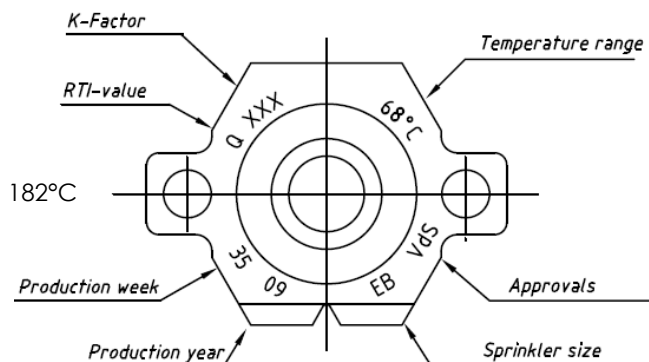 K-Factor
Temperature range
RTI-value
Q XXX
68°C
182°C
35
09
EB
VdS
Production week
Approvals
Production year
Sprinkler size